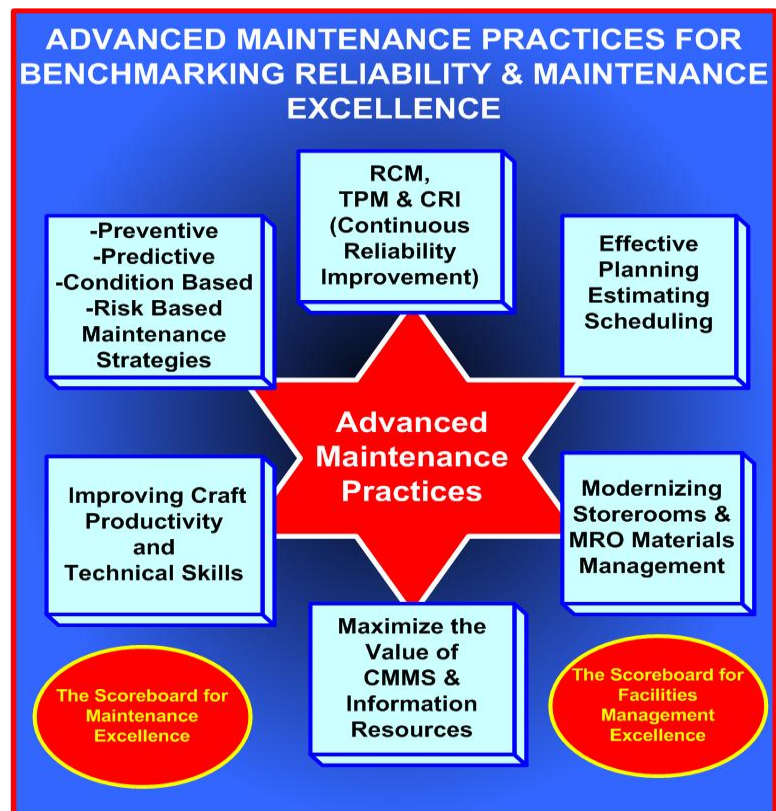 ADVANCED MAINTENANCE PRACTICES FOR
BENCHMARKING RELIABILITY & MAINTENANCE
EXCELLENCE
RCM,
TPM & CRI
(Continuous
Reliability
Improvement)
-Preventive
-Predictive
-Condition Based
-Risk Based
Maintenance
Strategies
Effective
Planning
Estimating
Scheduling
Advanced
Maintenance
Practices
Improving Craft
Productivity
and
Technical Skills
Modernizing
Storerooms &
MRO Materials
Management
Maximize the
Value of
CMMS &
Information
Resources
The Scoreboard for
Maintenance
Excellence
The Scoreboard for
Facilities
Management
Excellence